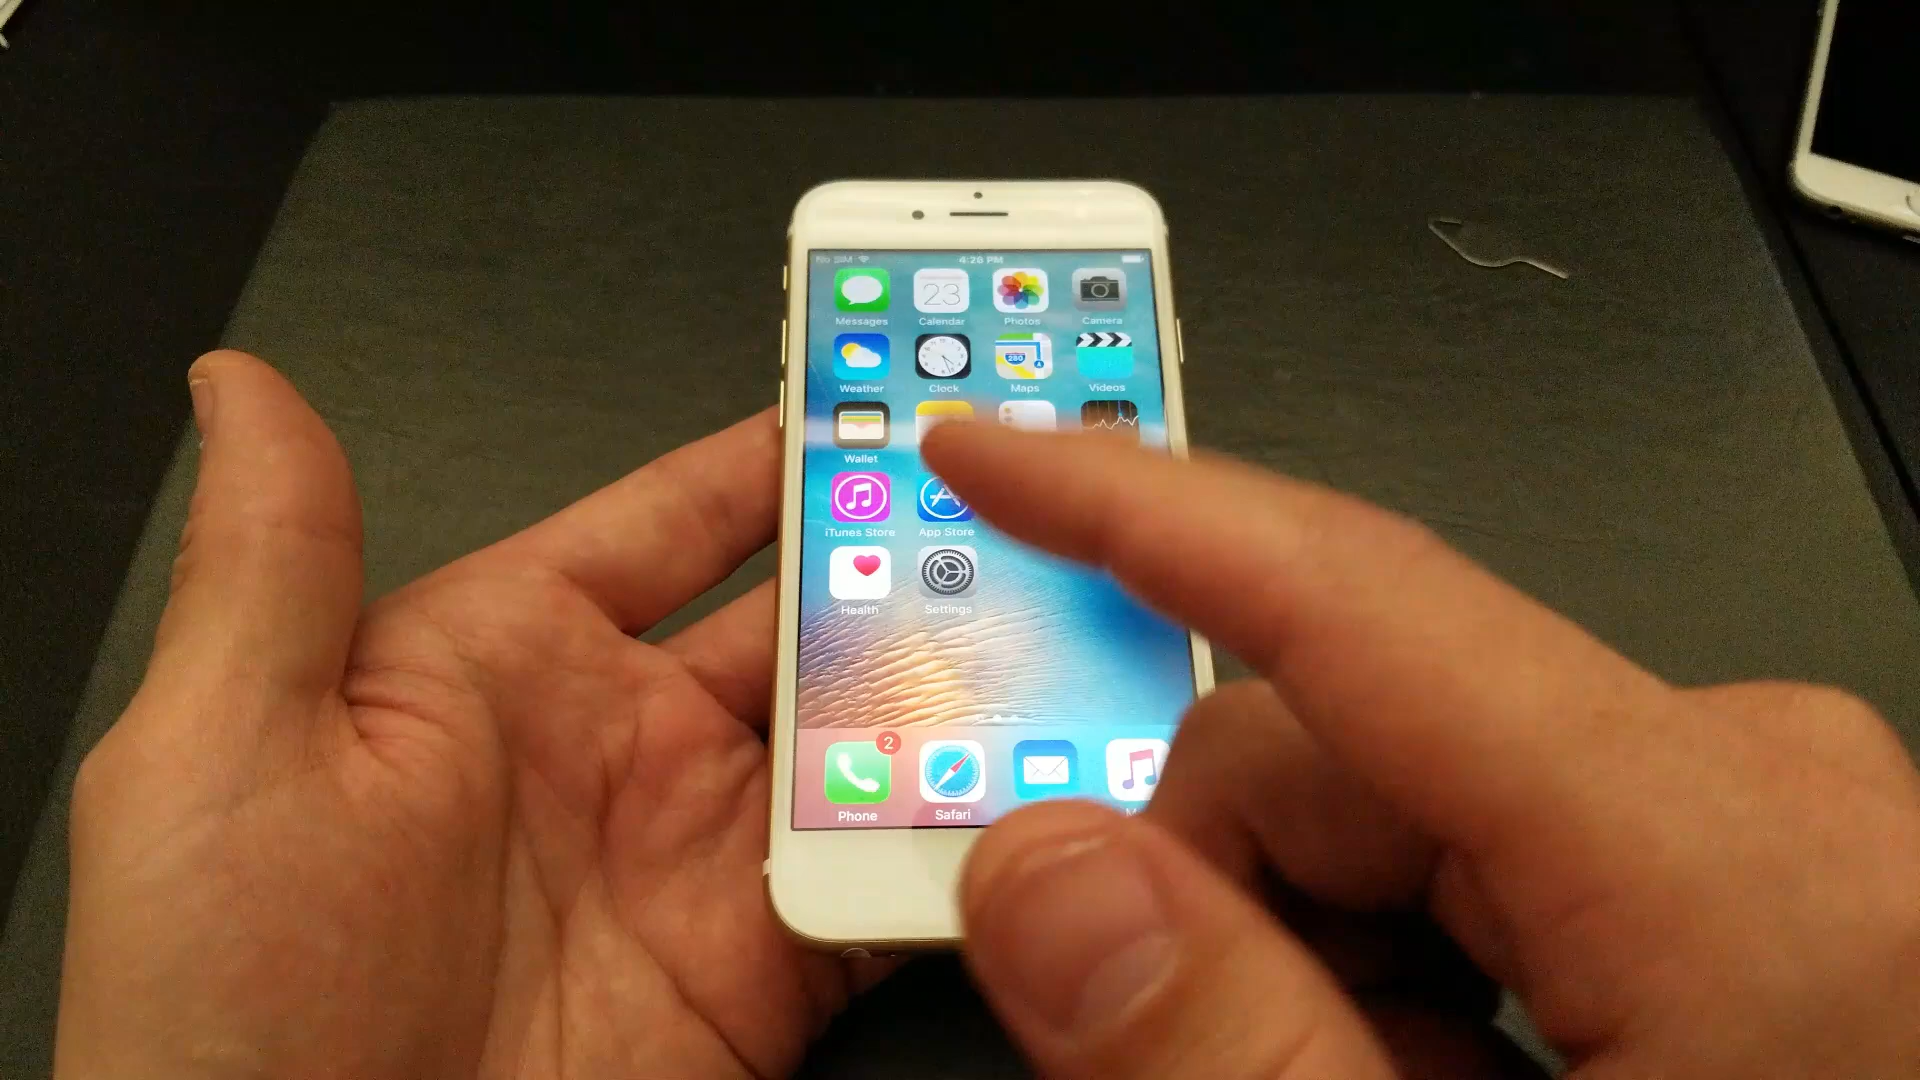 No SIM 4:26 PM
23
Messages Calendar Photos Camera
280
Weather Clock Maps Videos
Wallet
iTunes Store App Store
Health Settings
2
Phone Safari